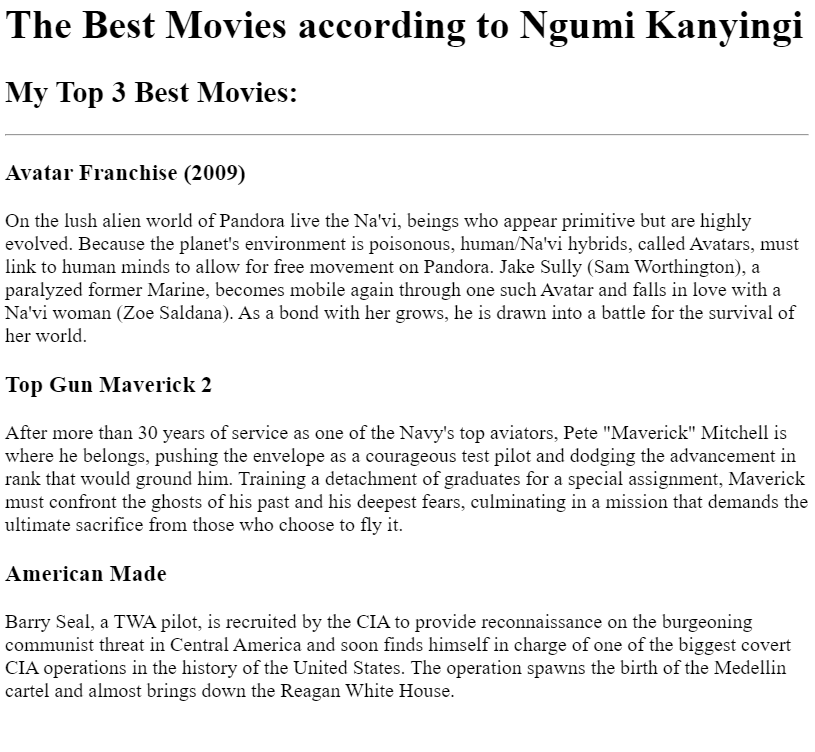 The Best Movies according to Ngumi Kanyingi
My Top 3 Best Movies:
Avatar Franchise (2009)
On the lush alien world of Pandora live the Na'vi, beings who appear primitive but are highly
evolved. Because the planet's environment is poisonous, human/Na'vi hybrids, called Avatars, must
link to human minds to allow for free movement on Pandora. Jake Sully (Sam Worthington), a
paralyzed former Marine, becomes mobile again through one such Avatar and falls in love with a
Na'vi woman (Zoe Saldana). As a bond with her grows, he is drawn into a battle for the survival of
her world.
Top Gun Maverick 2
After more than 30 years of service as one of the Navy's top aviators, Pete "Maverick" Mitchell is
where he belongs, pushing the envelope as a courageous test pilot and dodging the advancement in
rank that would ground him. Training a detachment of graduates for a special assignment, Maverick
must confront the ghosts of his past and his deepest fears, culminating in a mission that demands the
ultimate sacrifice from those who choose to fly it.
American Made
Barry Seal, a TWA pilot, is recruited by the CIA to provide reconnaissance on the burgeoning
communist threat in Central America and soon finds himself in charge of one of the biggest covert
CIA operations in the history of the United States. The operation spawns the birth of the Medellin
cartel and almost brings down the Reagan White House.